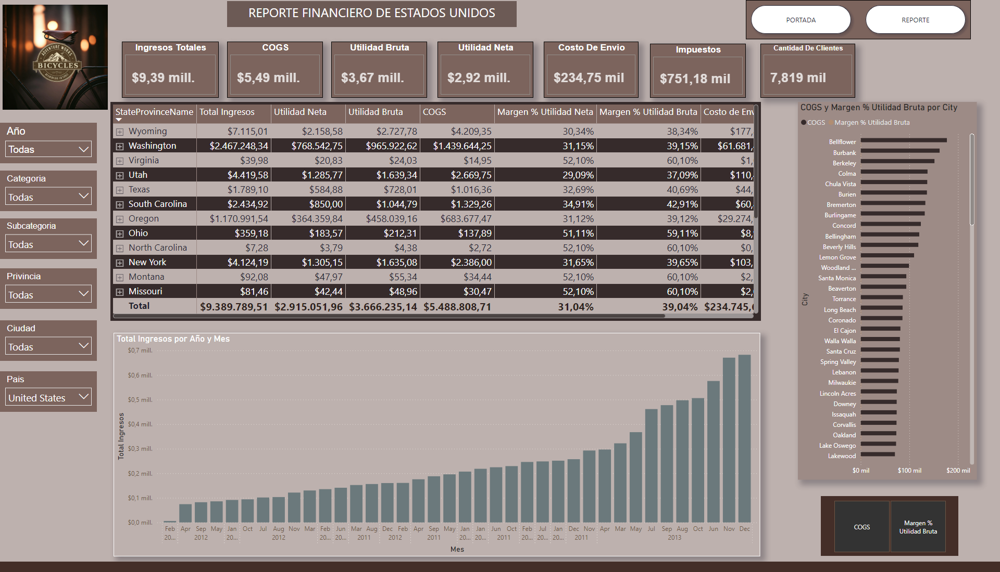 REPORTE FINANCIERO DE ESTADOS UNIDOS
PORTADA
REPORTE
ADVENTURE WORKS
BICYCLES
Ingresos Totales
$9,39 mill.
COGS
$5,49 mill.
Utilidad Bruta
$3,67 mill.
Utilidad Neta
$2,92 mill.
Costo De Envio
$234,75 mil
Impuestos
$751,18 mil
Cantidad De Clientes
7,819 mil
Año
Todas
Categoria
Todas
Subcategoria
Todas
Privincia
Todas
Ciudad
Todas
Pais
United States
StateProvinceName Total Ingresos Utilidad Neta Utilidad Bruta COGS Margen % Utilidad Neta Margen % Utilidad Bruta Costo de Env
Wyoming $7.115,01 $2.158,58 $2.727,78 $4.209,35 30,34% 38,34% $177,
Washington $2.467.248,34 $768.542,75 $965.922,62 $1.439.644,25 31,15% 39,15% $61.681,
Virginia $39,98 $20,83 $24,03 $14,95 52,10% 60,10% $1,
Utah $4.419,58 $1.285,77 $1.639,34 $2.669,75 29,09% 37,09% $110,
Texas $1.789,10 $584,88 $728,01 $1.016,36 32,69% 40,69% $44,
South Carolina $2.434,92 $850,00 $1.044,79 $1.329,26 34,91% 42,91% $60,
Oregon $1.170.991,54 $364.359,84 $458.039,16 $683.677,47 31,12% 39,12% $29.274,
Ohio $359,18 $183,57 $212,31 $137,89 51,11% 59,11% $8,
North Carolina $7,28 $3,79 $4,38 $2,72 52,10% 60,10% $0,
New York $4.124,19 $1.305,15 $1.635,08 $2.386,00 31,65% 39,65% $103,
Montana $92,08 $47,97 $55,34 $34,44 52,10% 60,10% $2,
Missouri $81,46 $42,44 $48,96 $30,47 52,10% 60,10% $2,
Total $9.389.789,51 $2.915.051,96 $3.666.235,14 $5.488.808,71 31,04% 39,04% $234.745,
Total Ingresos por Año y Mes
Total Ingresos
$0,7 mill.
$0,6 mill.
$0,5 mill.
$0,4 mill.
$0,3 mill.
$0,2 mill.
$0,1 mill.
$0,0 mill.
Feb Apr Sep May Jan Oct Jul Aug Nov Mar Feb Jun Mar Aug Dec Feb Apr Sep May Jan Jan Jun Oct Feb Jul Jan Dec Nov Apr Mar May Jul Sep Aug Oct Jun Nov Dec
20... 2012 20... 2012 20... 20... 2011 2012 2011 20... 20... 2011 20... 20... 20... 2011 2013
Mes
COGS y Margen % Utilidad Bruta por City
COGS Margen % Utilidad Bruta
City
Bellflower
Burbank
Berkeley
Colma
Chula Vista
Burien
Bremerton
Burlingame
Concord
Bellingham
Beverly Hills
Lemon Grove
Woodland ...
Santa Monica
Beaverton
Torrance
Long Beach
Coronado
El Cajon
Walla Walla
Santa Cruz
Spring Valley
Lebanon
Milwaukie
Lincoln Acres
Downey
Issaquah
Corvallis
Oakland
Lake Oswego
Lakewood
$0 mil $100 mil $200 mil
COGS
Margen %
Utilidad Bruta